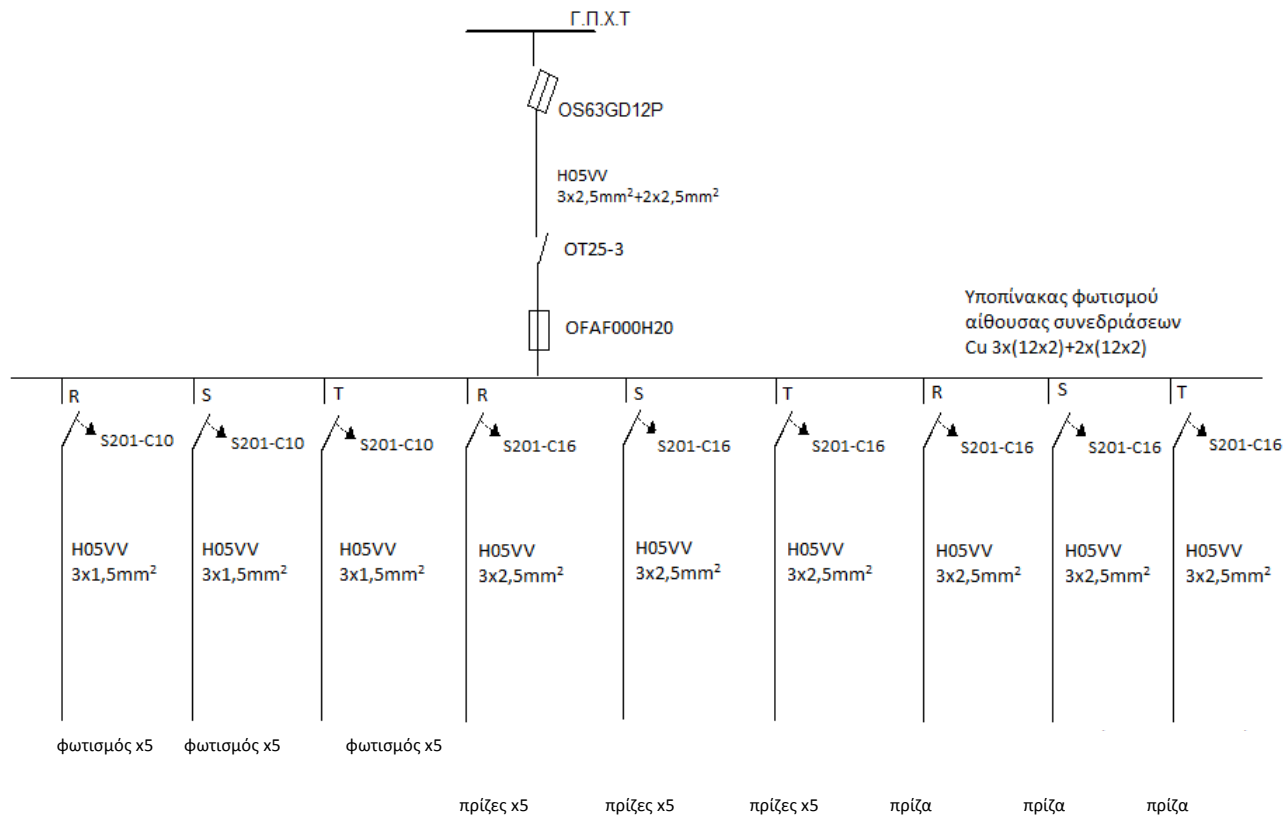 Γ.Π.Χ.Τ
OS63GD12P
H05VV
3x2,5mm²+2x2,5mm²
OT25-3
OFAF000H20
Υποπίνακας φωτισμού
αίθουσας συνεδριάσεων
Cu 3x(12x2)+2x(12x2)
R S T R S T R S T
S201-C10 S201-C10 S201-C10 S201-C16 S201-C16 S201-C16 S201-C16 S201-C16 S201-C16
H05VV H05VV H05VV H05VV H05VV H05VV H05VV H05VV H05VV
3x1,5mm² 3x1,5mm² 3x1,5mm² 3x2,5mm² 3x2,5mm² 3x2,5mm² 3x2,5mm² 3x2,5mm² 3x2,5mm²
φωτισμός x5 φωτισμός x5 φωτισμός x5
πρίζες x5 πρίζες x5 πρίζες x5 πρίζα πρίζα πρίζα